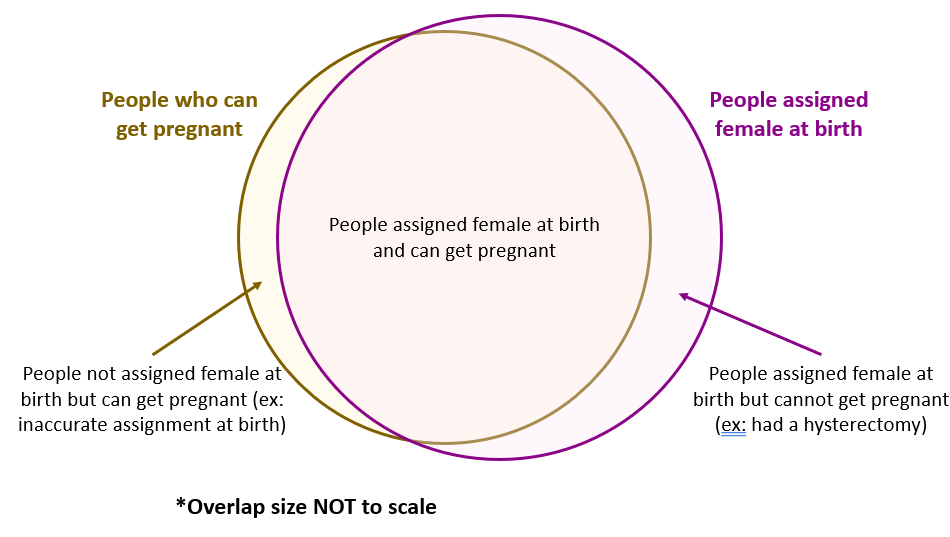 People who can
get pregnant
People assigned
female at birth
People assigned female at birth
and can get pregnant
People not assigned female at
birth but can get pregnant (ex:
inaccurate assignment at birth)
People assigned female at
birth but cannot get pregnant
(ex: had a hysterectomy)
*Overlap size NOT to scale